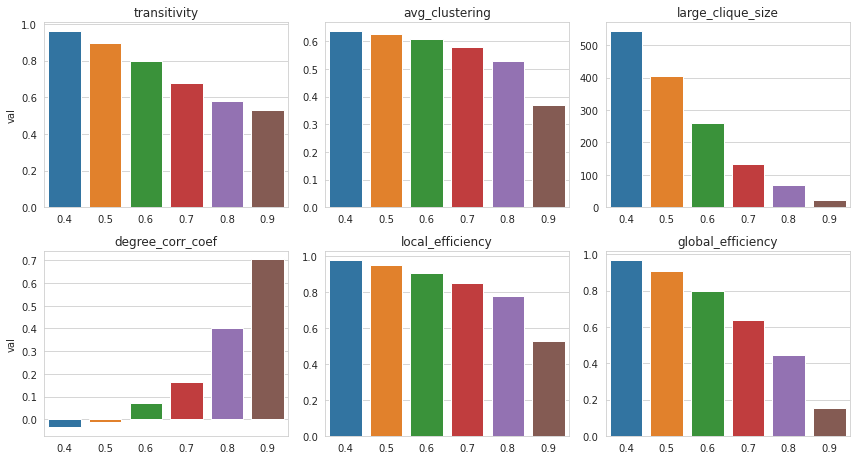 transitivity
avg_clustering
large_clique_size
val
1.0
0.8
0.6
0.4
0.2
0.0
0.4 0.5 0.6 0.7 0.8 0.9
0.6
0.5
0.4
0.3
0.2
0.1
0.0
0.4 0.5 0.6 0.7 0.8 0.9
500
400
300
200
100
0
0.4 0.5 0.6 0.7 0.8 0.9
degree_corr_coef
local_efficiency
global_efficiency
val
0.7
0.6
0.5
0.4
0.3
0.2
0.1
0.0
0.4 0.5 0.6 0.7 0.8 0.9
1.0
0.8
0.6
0.4
0.2
0.0
0.4 0.5 0.6 0.7 0.8 0.9
1.0
0.8
0.6
0.4
0.2
0.0
0.4 0.5 0.6 0.7 0.8 0.9